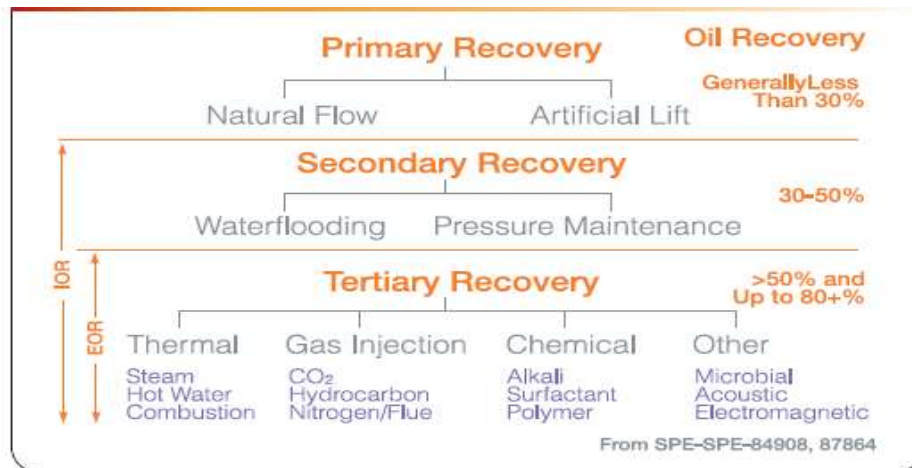 Primary Recovery
Oil Recovery
GenerallyLess
Than 30%
Natural Flow
Artificial Lift
Secondary Recovery
30–50%
Waterflooding
Pressure Maintenance
IOR
EOR
Tertiary Recovery
>50% and
Up to 80+%
Thermal
Steam
Hot Water
Combustion
Gas Injection
CO₂
Hydrocarbon
Nitrogen/Flue
Chemical
Alkali
Surfactant
Polymer
Other
Microbial
Acoustic
Electromagnetic
From SPE–SPE–84908, 87864